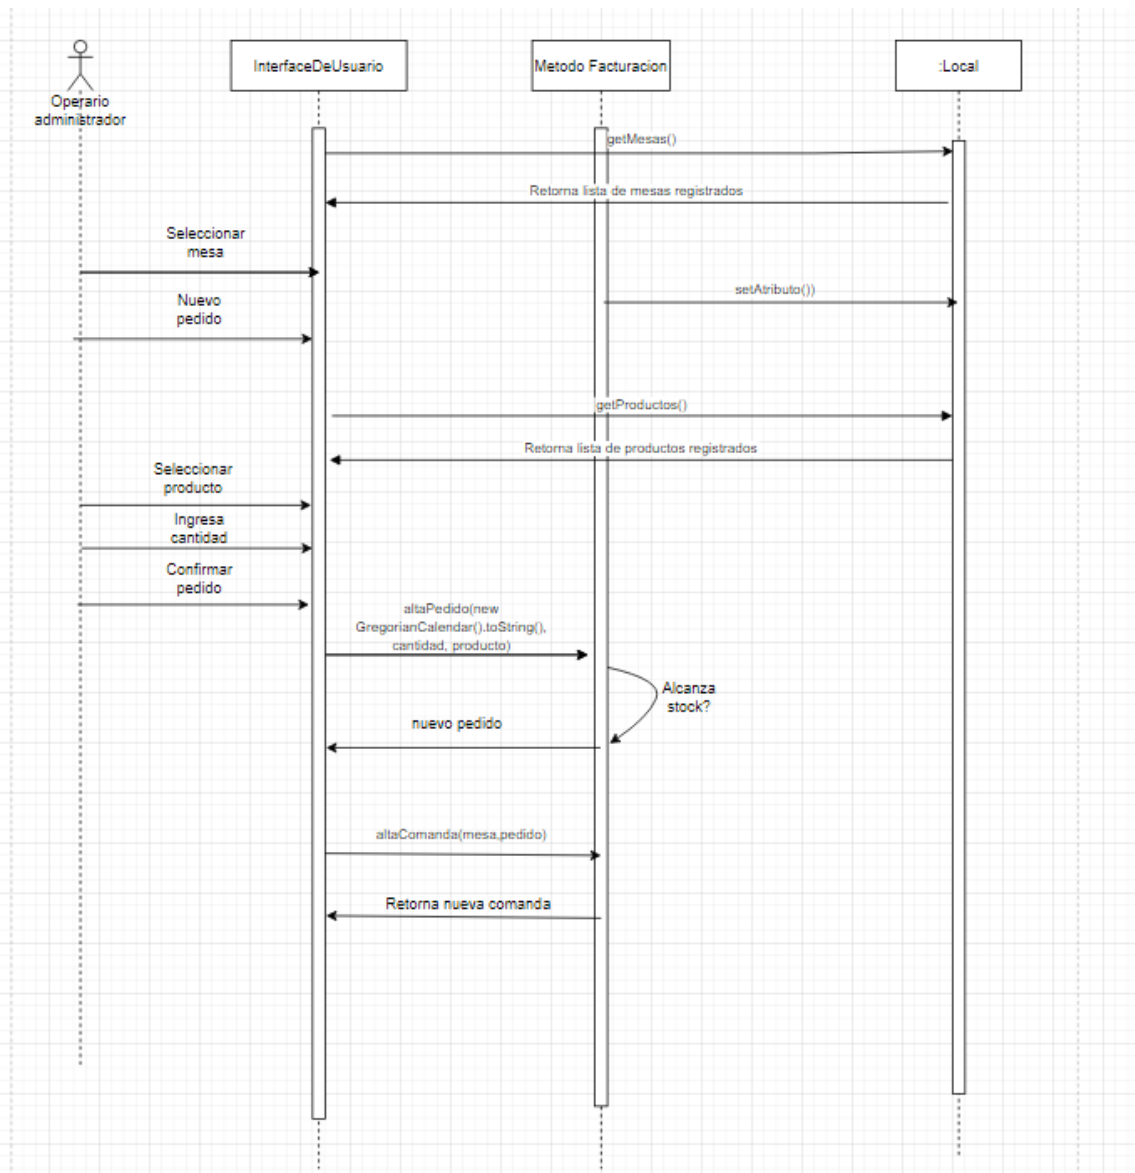 Operario
administrador
InterfaceDeUsuario
Metodo Facturacion
:Local
getMesas()
Retorna lista de mesas registrados
Seleccionar
mesa
setAtributo())
Nuevo
pedido
getProductos()
Retorna lista de productos registrados
Seleccionar
producto
Ingresa
cantidad
Confirmar
pedido
altaPedido(new
GregorianCalendar().toString(),
cantidad, producto)
Alcanza
stock?
nuevo pedido
altaComanda(mesa,pedido)
Retorna nueva comanda